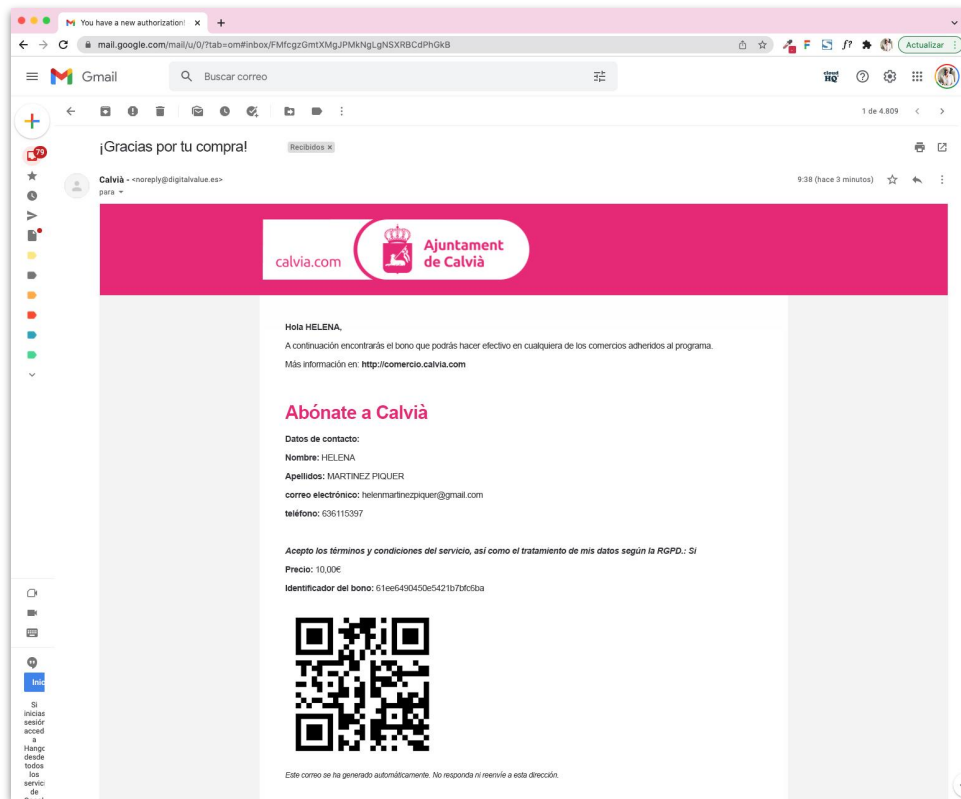 You have a new authorization!
mail.google.com/mail/u/0/?tab=om#inbox/FMfcgzGmtXMgJPMkNgLgNSXRBCdPhGkB
Actualizar
Gmail
Buscar correo
cloud HQ
1 de 4.809
79
¡Gracias por tu compra!
Recibidos ×
Calvià - <noreply@digitalvalue.es>
9:38 (hace 3 minutos)
para
calvia.com
Ajuntament
de Calvià
Hola HELENA,
A continuación encontrarás el bono que podrás hacer efectivo en cualquiera de los comercios adheridos al programa.
Más información en: http://comercio.calvia.com
Abónate a Calvià
Datos de contacto:
Nombre: HELENA
Apellidos: MARTINEZ PIQUER
correo electrónico: helenmartinezpiquer@gmail.com
teléfono: 636115397
Acepto los términos y condiciones del servicio, así como el tratamiento de mis datos según la RGPD.: Si
Precio: 10,00€
Identificador del bono: 61ee6490450e5421b7bfc6ba
Este correo se ha generado automáticamente. No responda ni reenvíe a esta dirección.
Inic
Si
inicias
sesión
acced
a
Hangc
desde
todos
los
servici
de